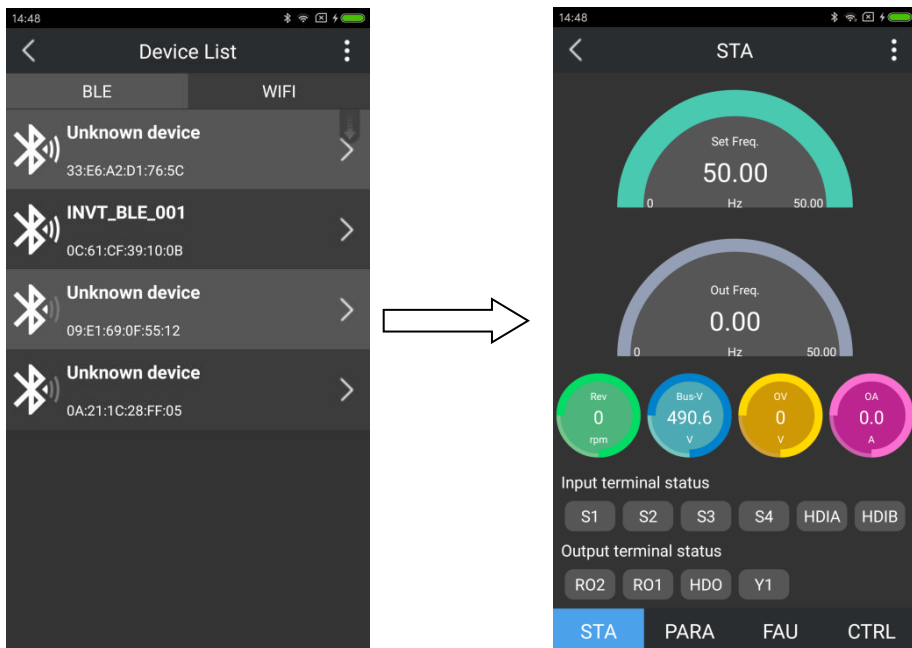 14:48
Device List
BLE WIFI
Unknown device
33:E6:A2:D1:76:5C
INVT_BLE_001
0C:61:CF:39:10:0B
Unknown device
09:E1:69:0F:55:12
Unknown device
0A:21:1C:28:FF:05
14:48
STA
Set Freq.
50.00
0 Hz 50.00
Out Freq.
0.00
0 Hz 50.00
Rev Bus-V OV OA
0 490.6 0 0.0
rpm V V A
Input terminal status
S1 S2 S3 S4 HDIA HDIB
Output terminal status
RO2 RO1 HDO Y1
STA PARA FAU CTRL